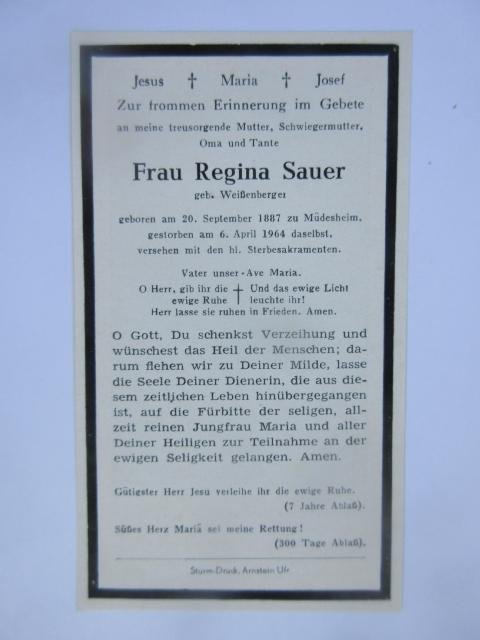 Jesus † Maria † Josef
Zur frommen Erinnerung im Gebete
an meine treusorgende Mutter, Schwiegermutter,
Oma und Tante
Frau Regina Sauer
geb. Weißenberger
geboren am 20. September 1887 zu Müdesheim,
gestorben am 6. April 1964 daselbst,
versehen mit den hl. Sterbesakramenten.
Vater unser - Ave Maria.
O Herr, gib ihr die † Und das ewige Licht
ewige Ruhe leuchte ihr!
Herr lasse sie ruhen in Frieden. Amen.
O Gott, Du schenkst Verzeihung und
wünschest das Heil der Menschen; da-
rum flehen wir zu Deiner Milde, lasse
die Seele Deiner Dienerin, die aus die-
sem zeitljchen Leben hinübergegangen
ist, auf die Fürbitte der seligen, all-
zeit reinen Jungfrau Maria und aller
Deiner Heiligen zur Teilnahme an der
ewigen Seligkeit gelangen. Amen.
Gütigster Herr Jesu verleihe ihr die ewige Ruhe.
(7 Jahre Ablaß).
Süßes Herz Mariä sei meine Rettung!
(300 Tage Ablaß).
Sturm-Druck, Arnstein Ufr.